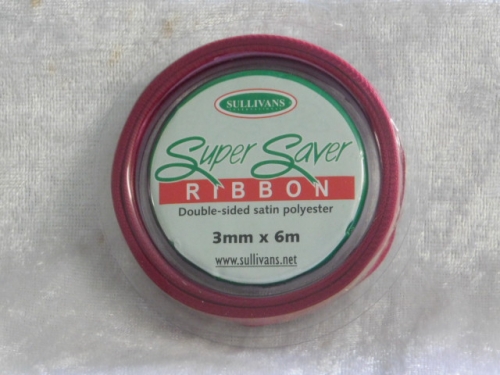 SULLIVANS
Super Saver
RIBBON
Double-sided satin polyester
3mm x 6m
www.sullivans.net